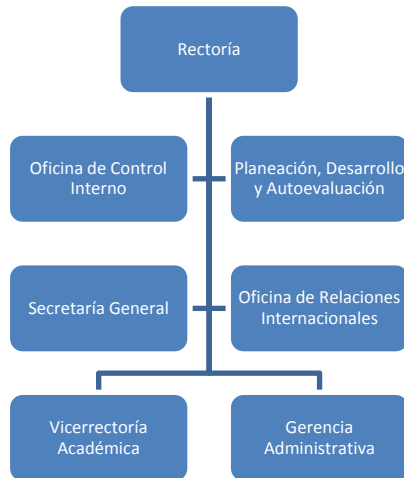 Rectoría
Oficina de Control
Interno
Planeación, Desarrollo
y Autoevaluación
Secretaría General
Oficina de Relaciones
Internacionales
Vicerrectoría
Académica
Gerencia
Administrativa